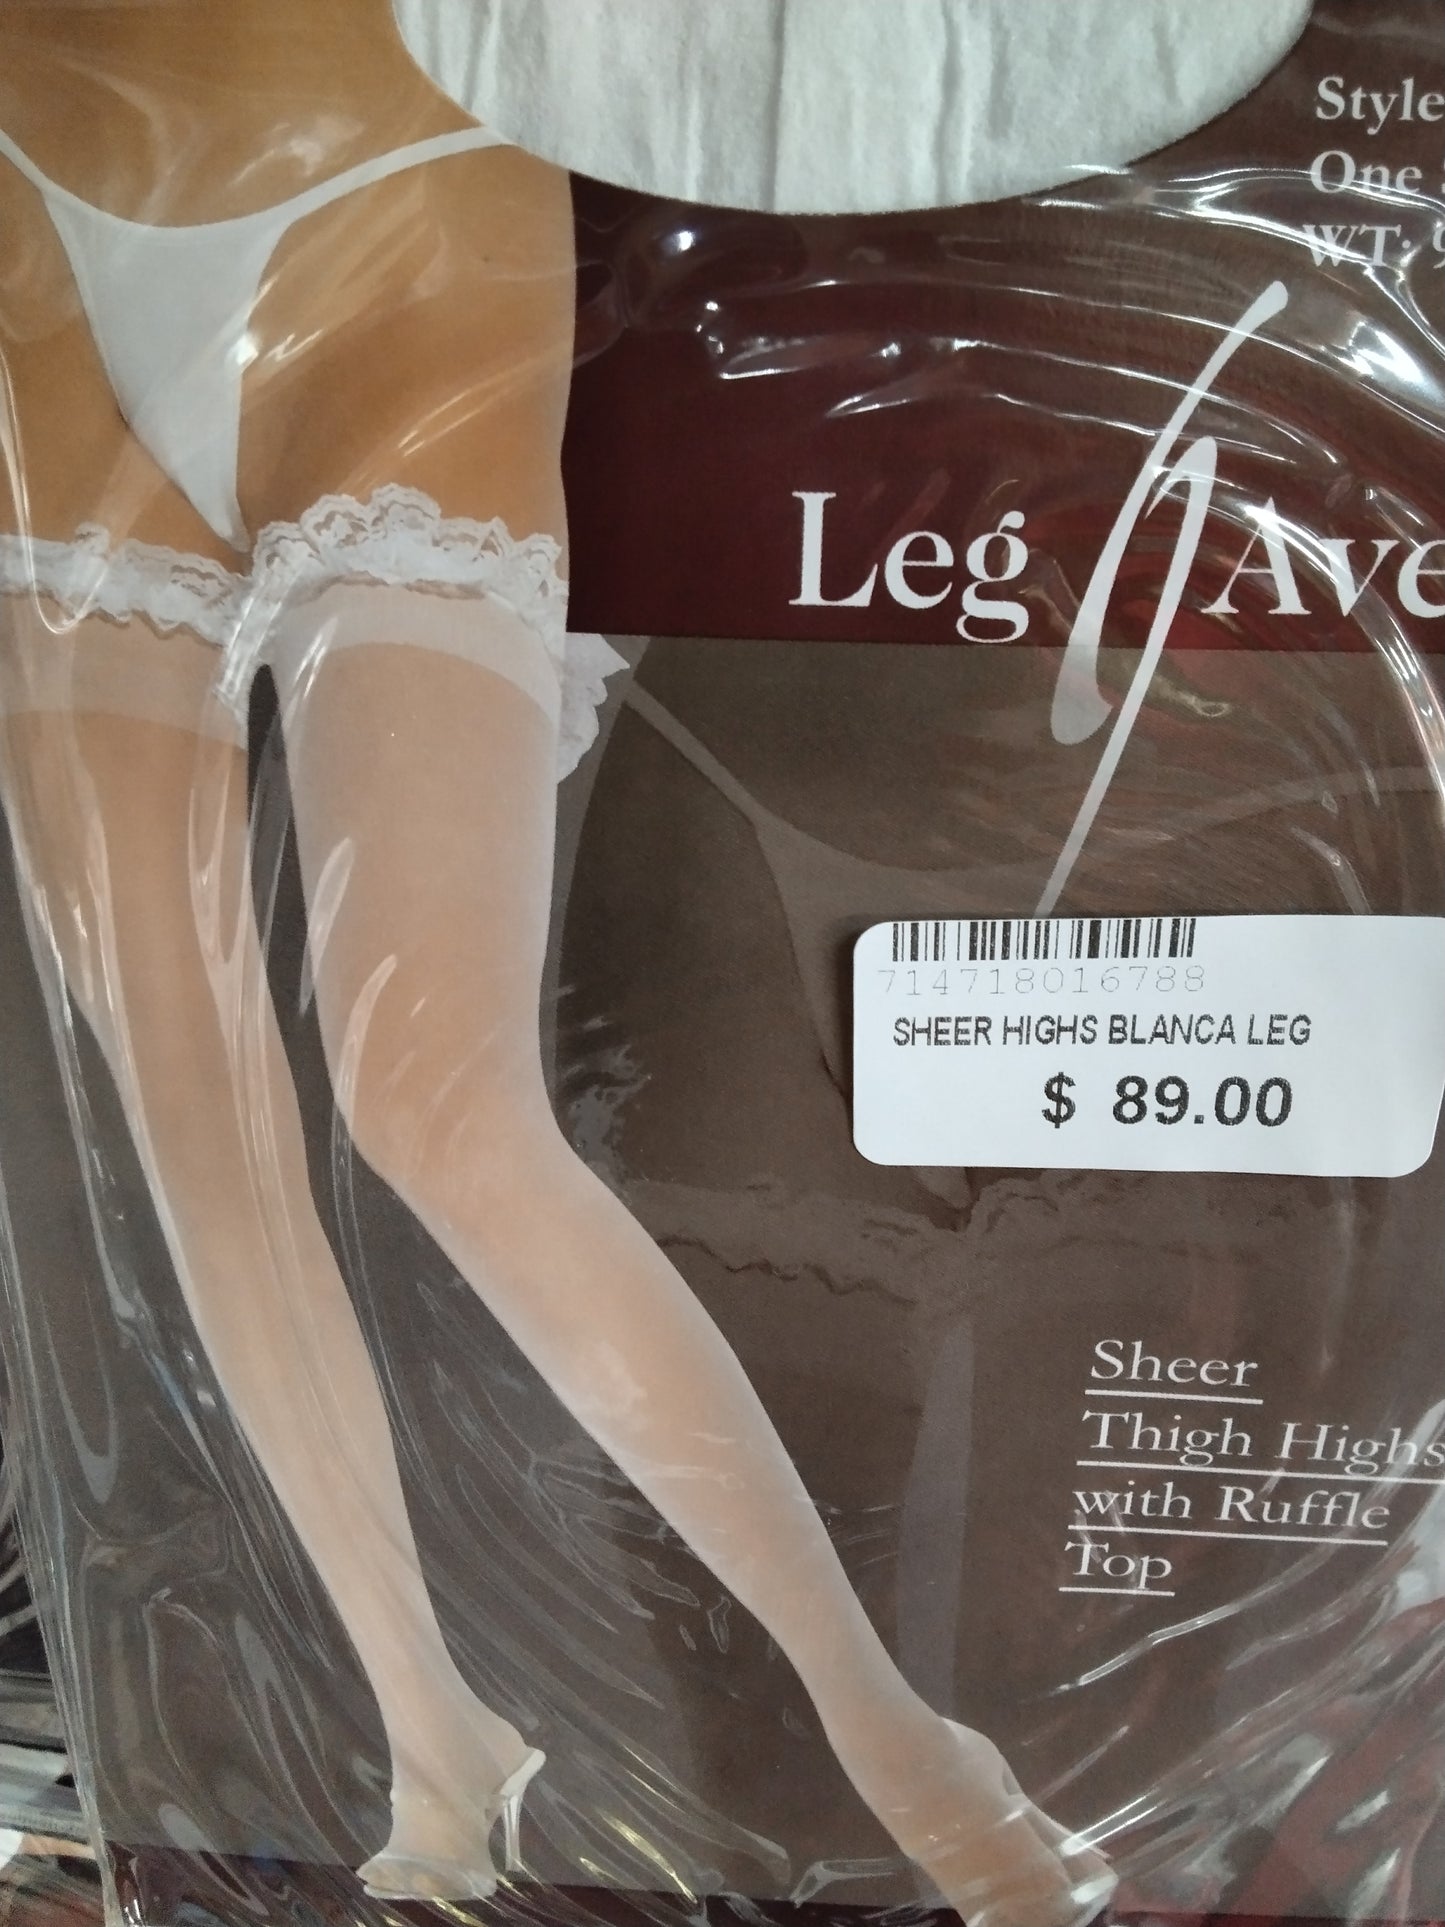 Style
One
WT:
Leg Ave
714718016788
SHEER HIGHS BLANCA LEG
$ 89.00
Sheer
Thigh Highs
with Ruffle
Top